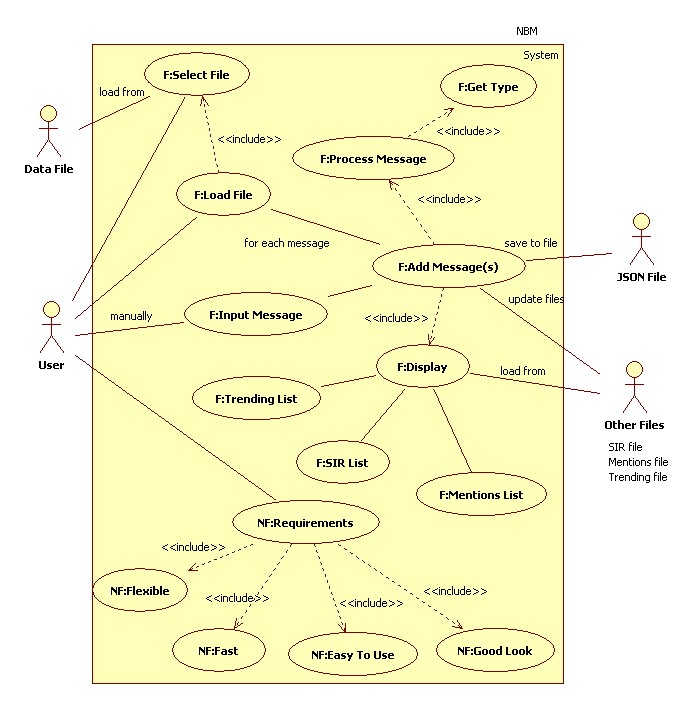 NBM
System
F:Select File
F:Get Type
load from
Data File
<<include>>
<<include>>
F:Process Message
F:Load File
<<include>>
for each message
save to file
JSON File
F:Add Message(s)
update files
manually
F:Input Message
<<include>>
User
F:Display
load from
F:Trending List
Other Files
SIR file
Mentions file
Trending file
F:SIR List
F:Mentions List
NF:Requirements
<<include>>
NF:Flexible
<<include>>
<<include>>
<<include>>
NF:Fast
NF:Easy To Use
NF:Good Look